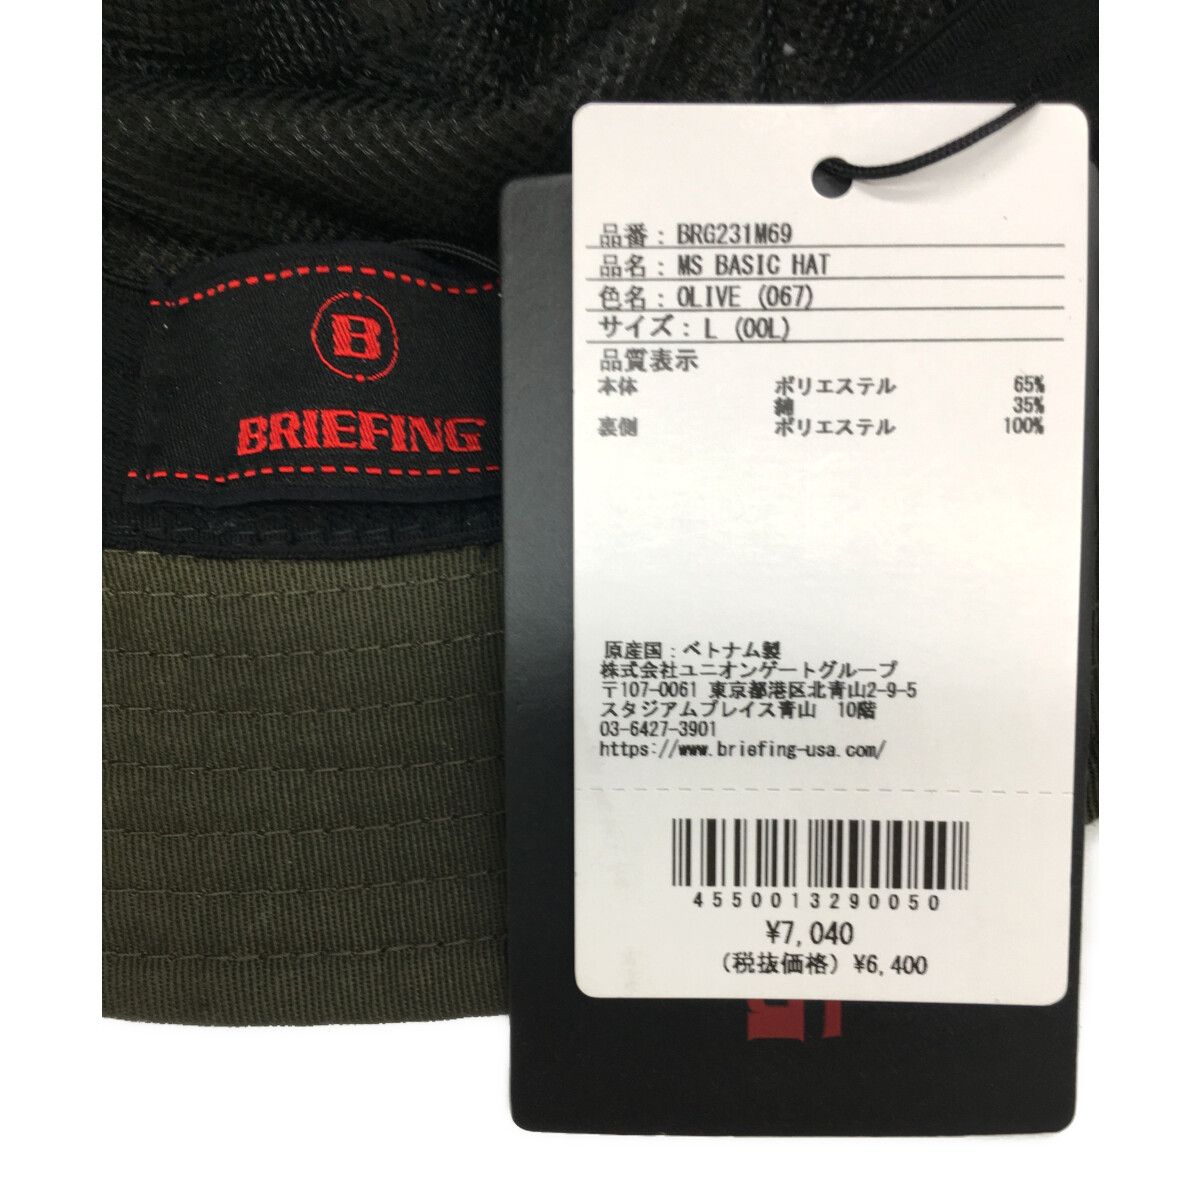 B
BRIEFING
品番：BRG231M69
品名：MS BASIC HAT
色名：OLIVE (067)
サイズ：L (00L)
品質表示
本体 ポリエステル 65%
綿 35%
裏側 ポリエステル 100%
原産国：ベトナム製
株式会社ユニオンゲートグループ
〒107-0061 東京都港区北青山2-9-5
スタジアムプレイス青山 10階
03-6427-3901
https://www.briefing-usa.com/
4550013290050
¥7,040
(税抜価格) ¥6,400